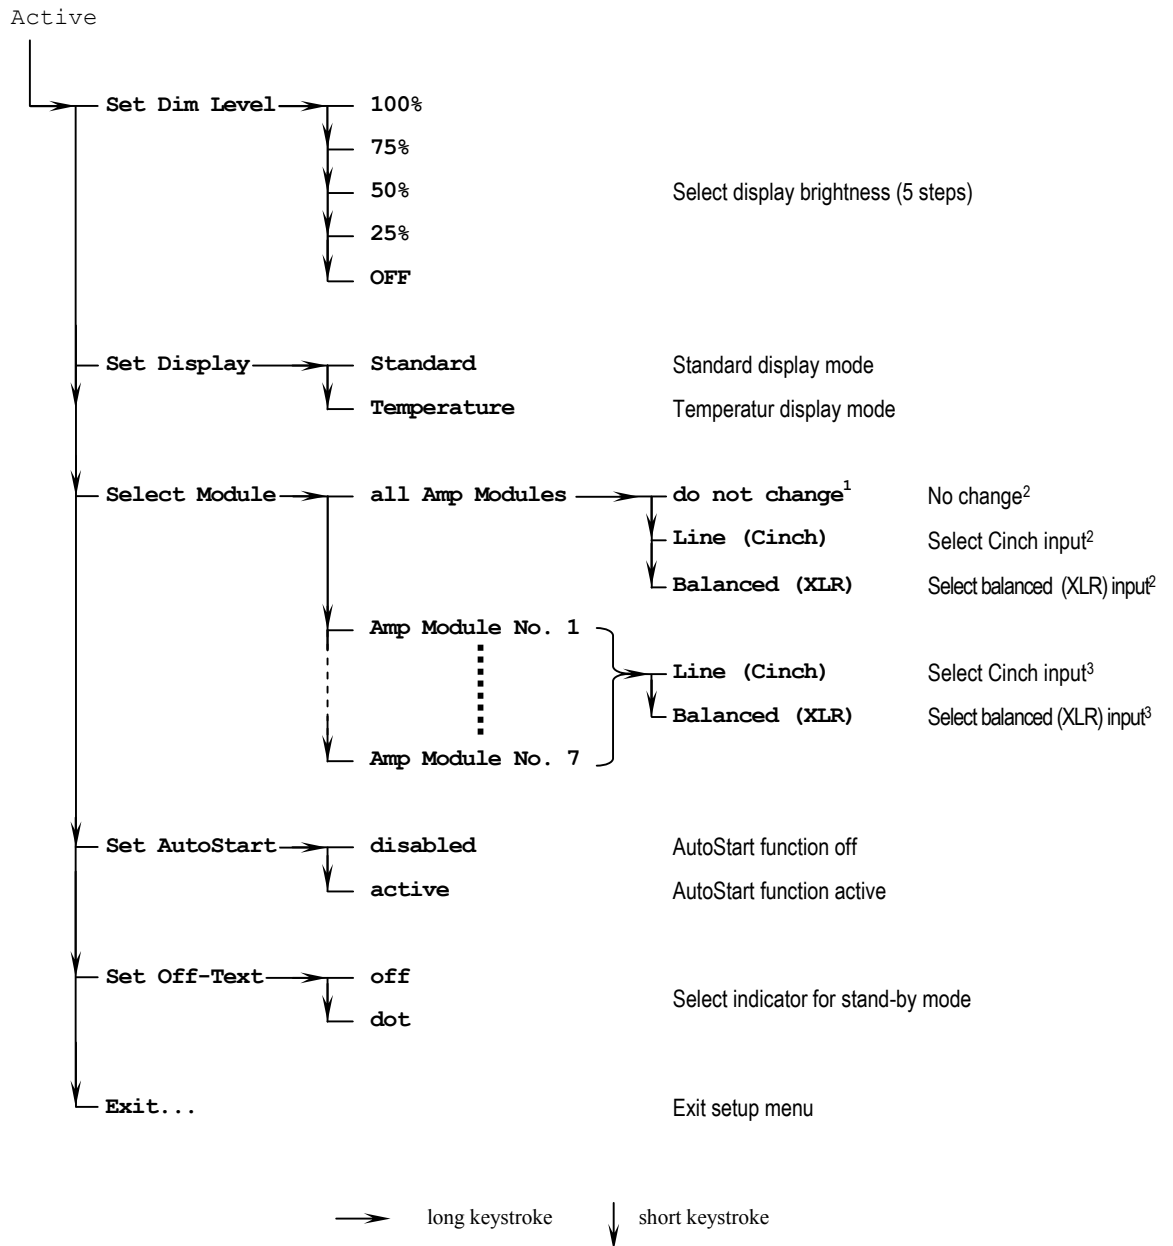 Active
Set Dim Level 100%
75%
50% Select display brightness (5 steps)
25%
OFF
Set Display Standard Standard display mode
Temperature Temperatur display mode
Select Module all Amp Modules do not change¹ No change²
Line (Cinch) Select Cinch input²
Balanced (XLR) Select balanced (XLR) input²
Amp Module No. 1
Line (Cinch) Select Cinch input³
Balanced (XLR) Select balanced (XLR) input³
Amp Module No. 7
Set AutoStart disabled AutoStart function off
active AutoStart function active
Set Off-Text off
Select indicator for stand-by mode
dot
Exit... Exit setup menu
long keystroke short keystroke